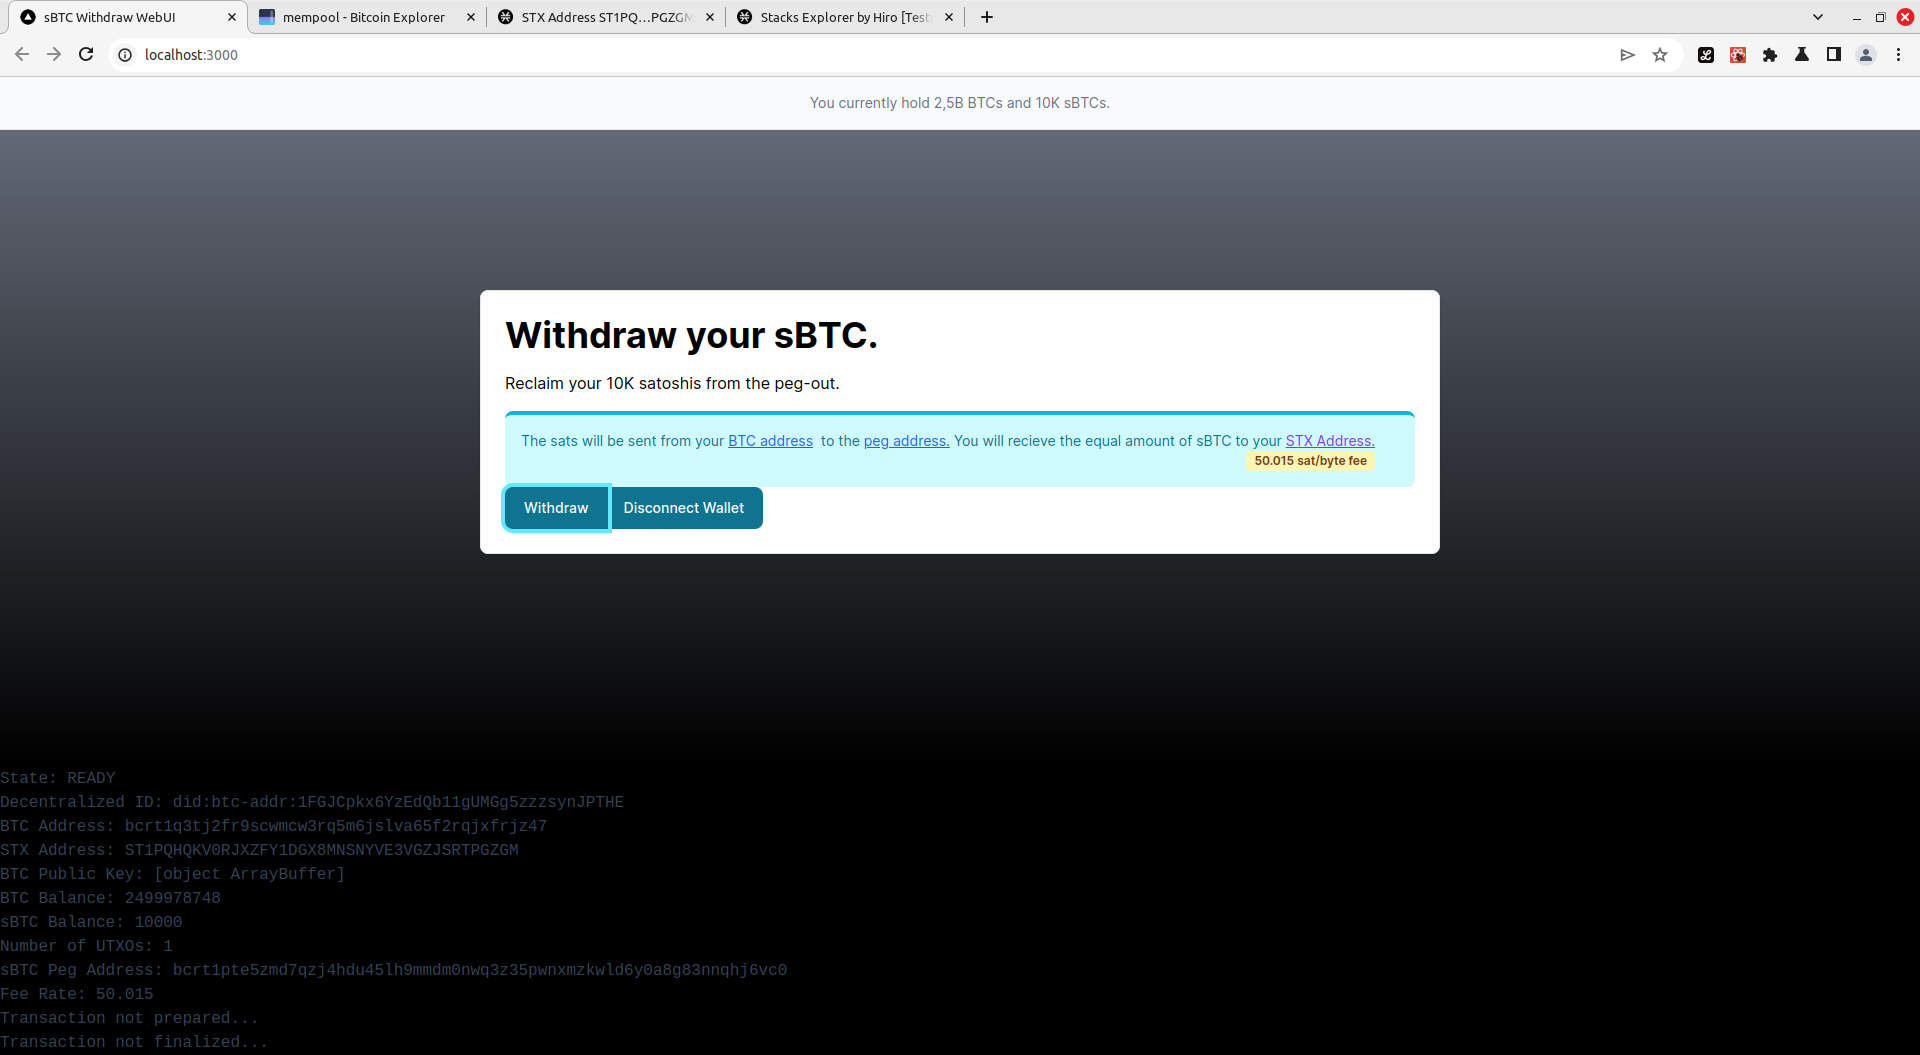 sBTC Withdraw WebUI
mempool - Bitcoin Explorer
STX Address ST1PQ...PGZGM
Stacks Explorer by Hiro [Test
localhost:3000
You currently hold 2,5B BTCs and 10K sBTCs.
Withdraw your sBTC.
Reclaim your 10K satoshis from the peg-out.
The sats will be sent from your BTC address to the peg address. You will recieve the equal amount of sBTC to your STX Address.
50.015 sat/byte fee
Withdraw Disconnect Wallet
State: READY
Decentralized ID: did:btc-addr:1FGJCpkx6YzEdQb11gUMGg5zzzsynJPTHE
BTC Address: bcrt1q3tj2fr9scwmcw3rq5m6jslva65f2rqjxfrjz47
STX Address: ST1PQHQKV0RJXZFY1DGX8MNSNYVE3VGZJSRTPGZGM
BTC Public Key: [object ArrayBuffer]
BTC Balance: 2499978748
sBTC Balance: 10000
Number of UTXOs: 1
sBTC Peg Address: bcrt1pte5zmd7qzj4hdu45lh9mmdm0nwq3z35pwnxmzkwld6y0a8g83nnqhj6vc0
Fee Rate: 50.015
Transaction not prepared...
Transaction not finalized...